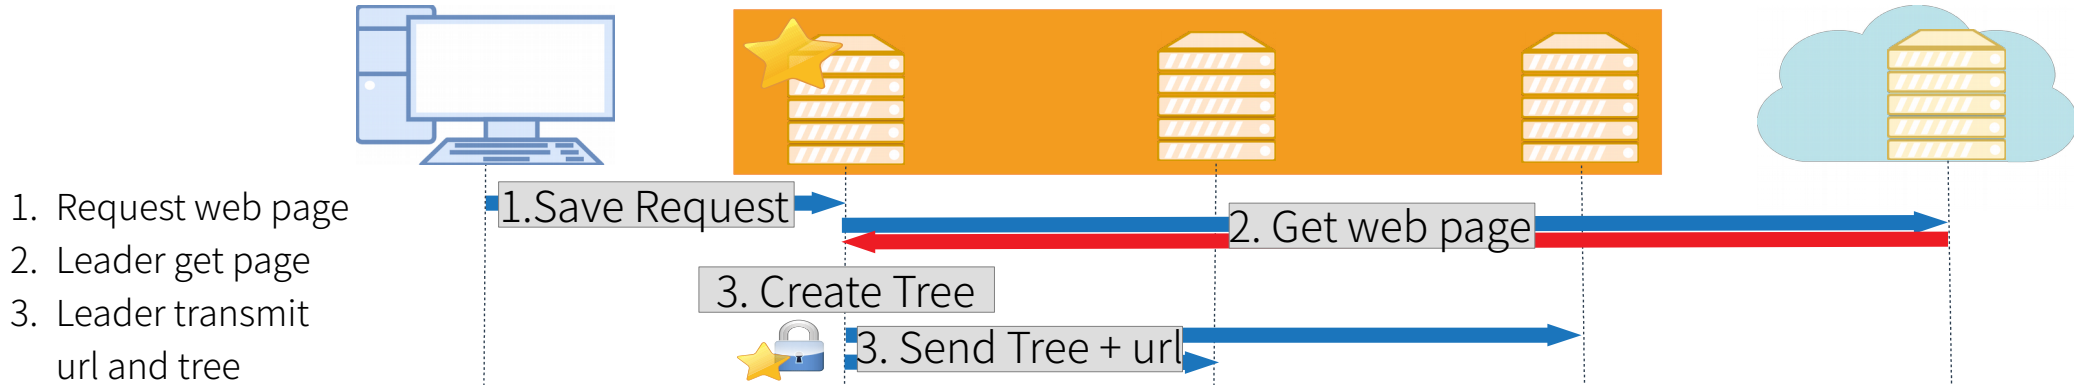 1. Request web page
2. Leader get page
3. Leader transmit
url and tree
1.Save Request
2. Get web page
3. Create Tree
3. Send Tree + url